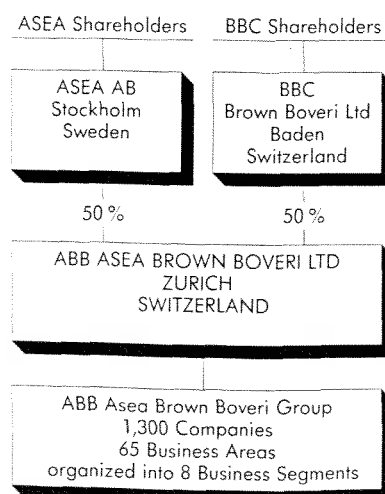 ASEA Shareholders
BBC Shareholders
ASEA AB
Stockholm
Sweden
BBC
Brown Boveri Ltd
Baden
Switzerland
50 %
50 %
ABB ASEA BROWN BOVERI LTD
ZURICH
SWITZERLAND
ABB Asea Brown Boveri Group
1,300 Companies
65 Business Areas
organized into 8 Business Segments